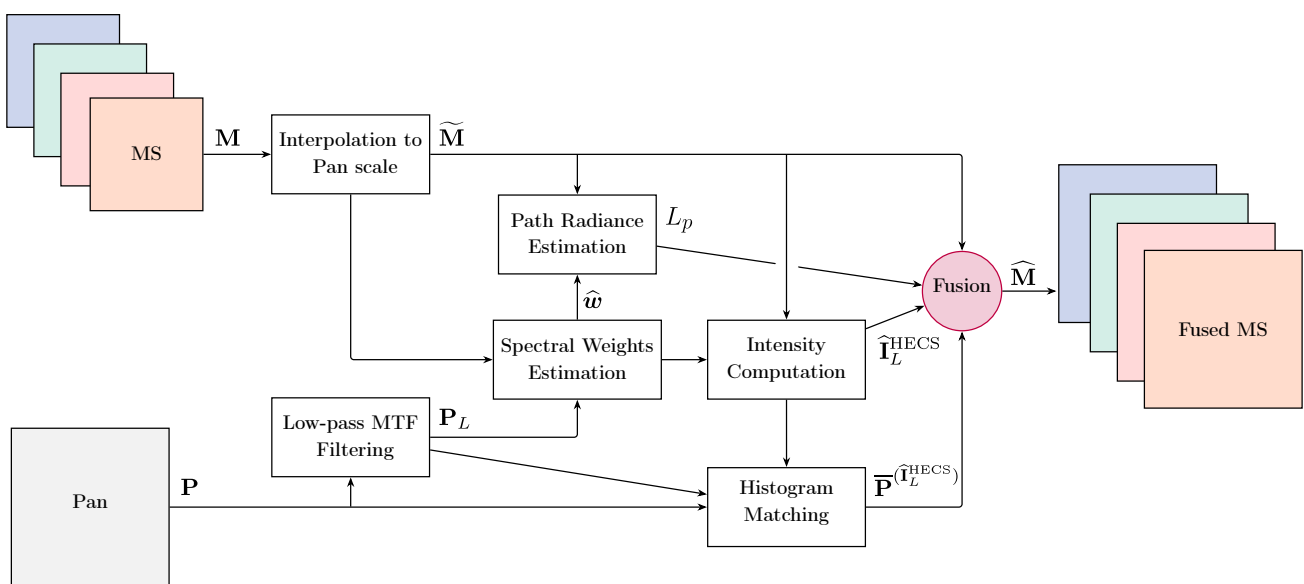 MS
M
Interpolation to
Pan scale
M̃
Path Radiance
Estimation
L_p
Fusion
M̂
Fused MS
ŵ
Spectral Weights
Estimation
Intensity
Computation
Î_L^HECS
Low-pass MTF
Filtering
P_L
Pan
P
Histogram
Matching
P̅^(Î_L^HECS)